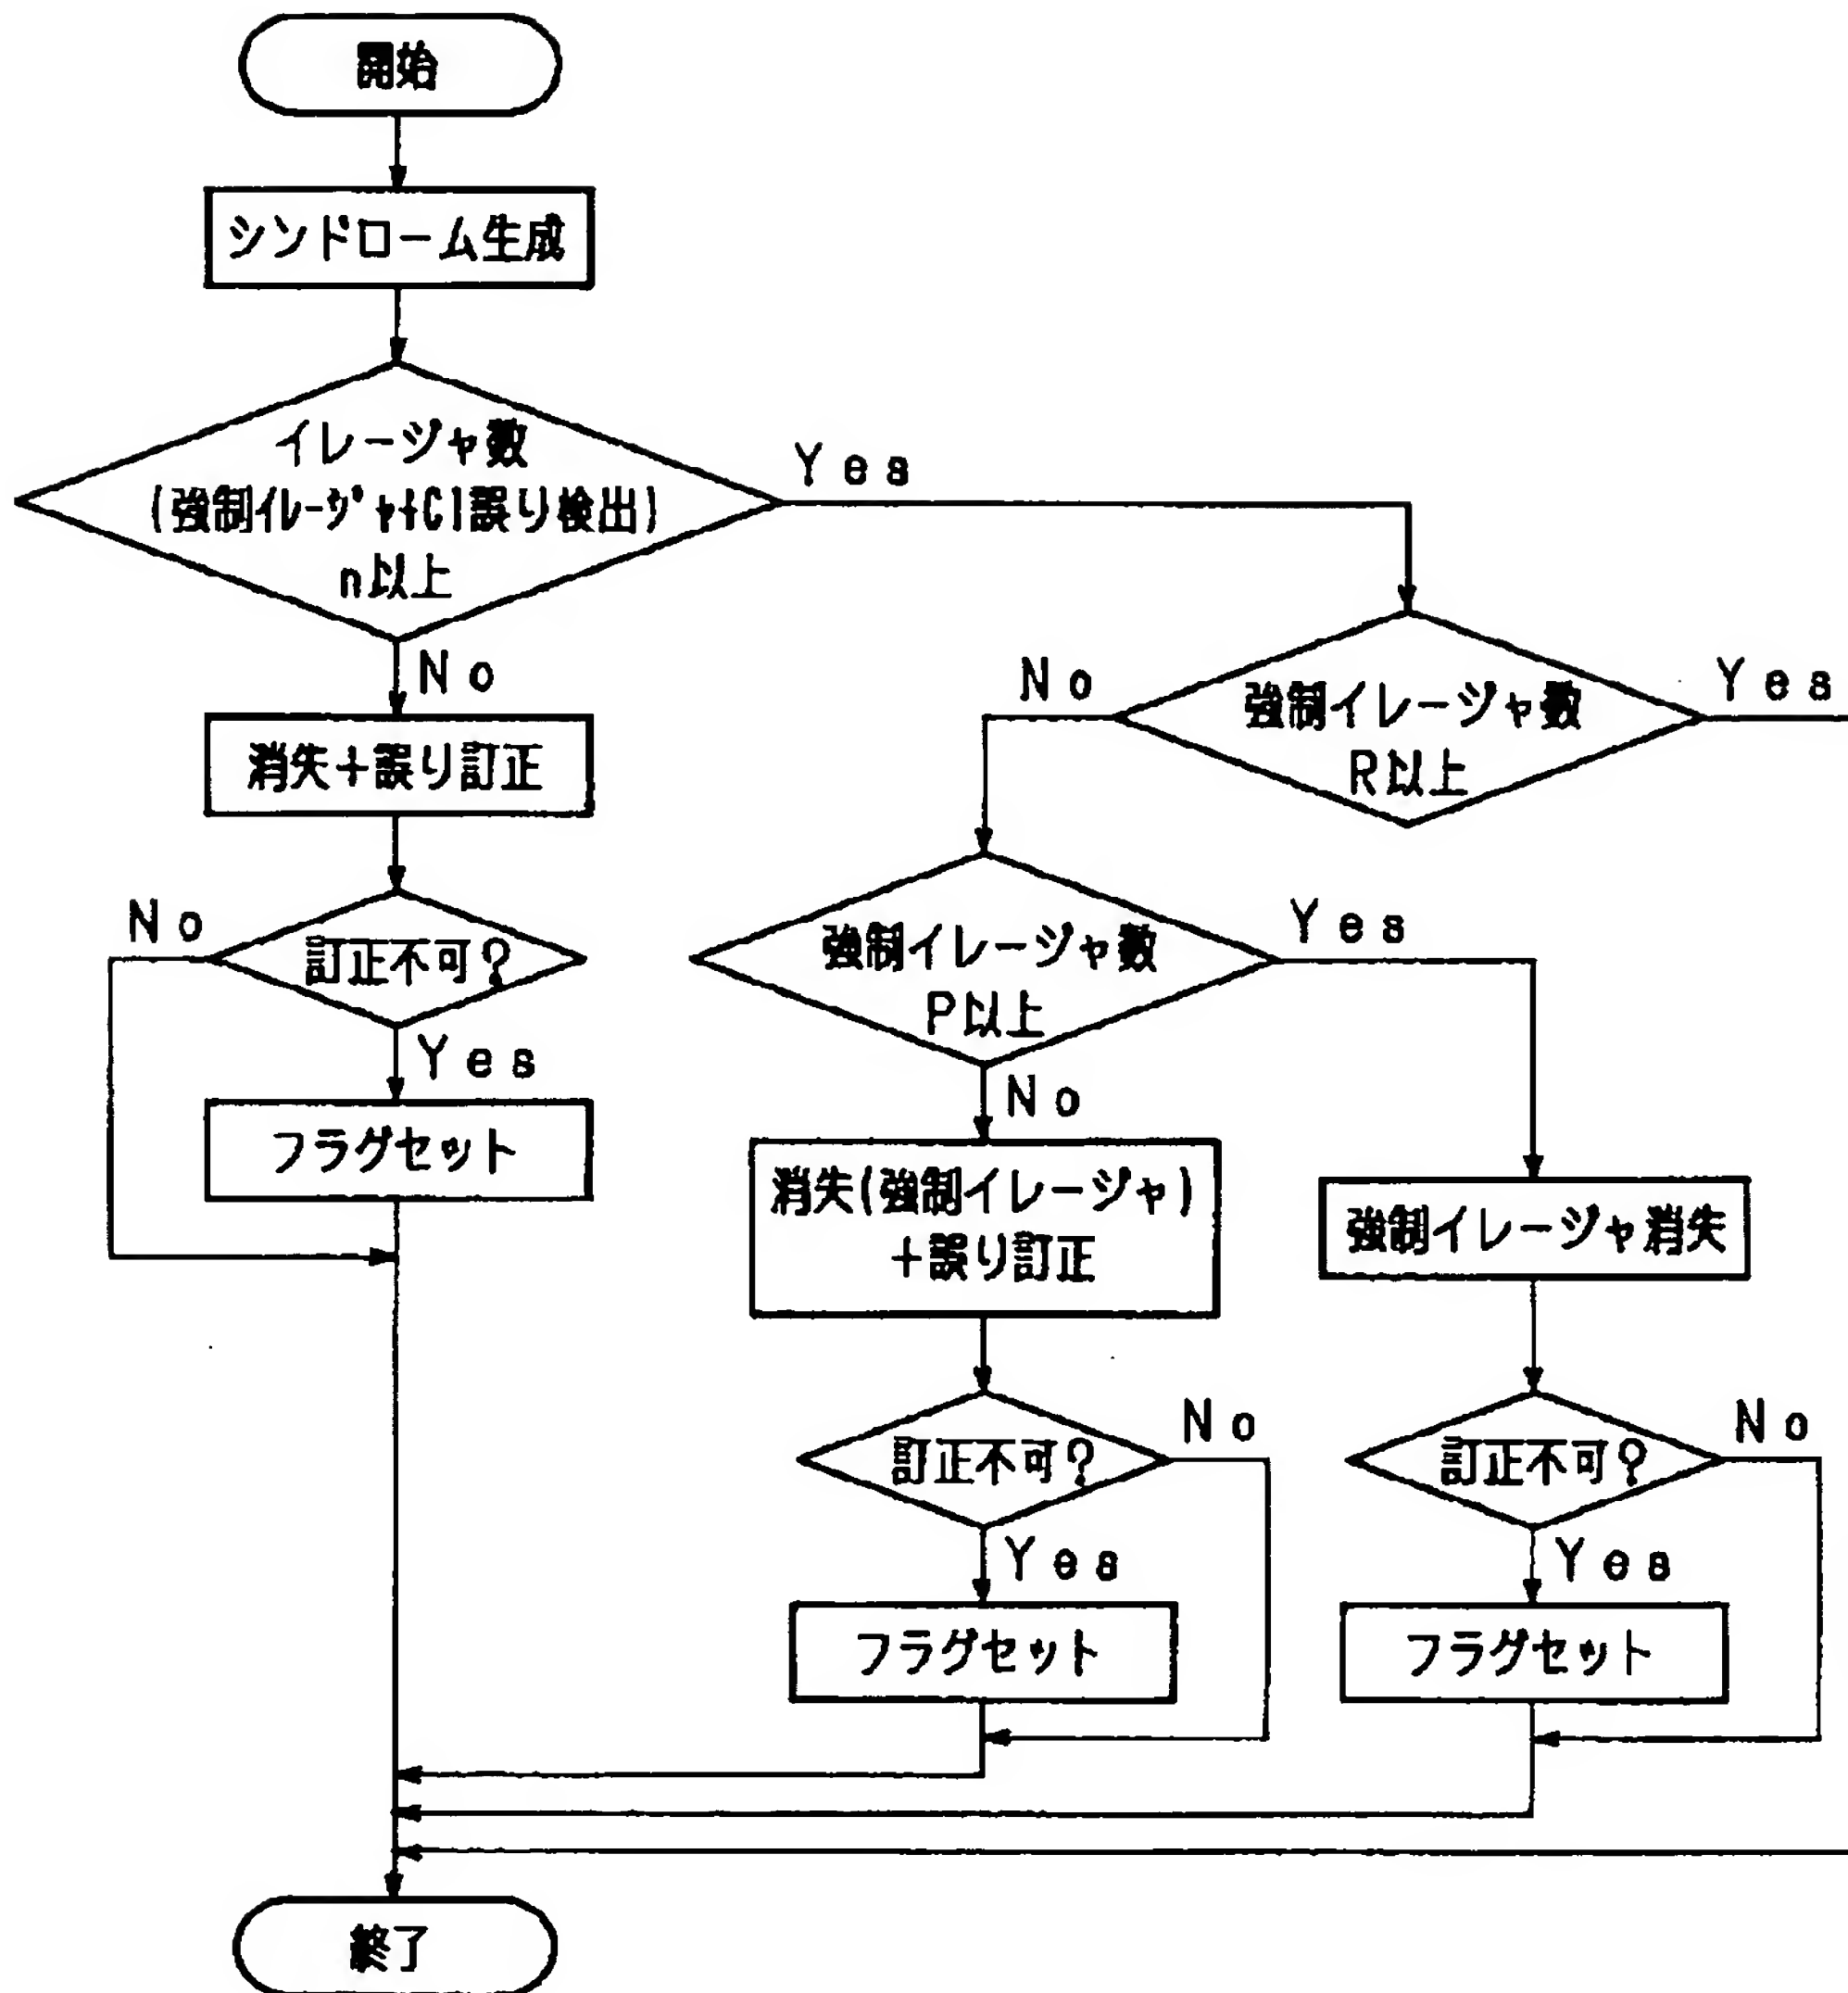 開始
シンドローム生成
イレージャ数
(強制ｲﾚｰｼﾞｬ+C1誤り検出)
n以上
Yes
No
強制イレージャ数
R以上
No
Yes
消失+誤り訂正
訂正不可?
No
Yes
フラグセット
強制イレージャ数
P以上
Yes
No
消失(強制イレージャ)
+誤り訂正
強制イレージャ消失
訂正不可?
No
Yes
フラグセット
訂正不可?
No
Yes
フラグセット
終了